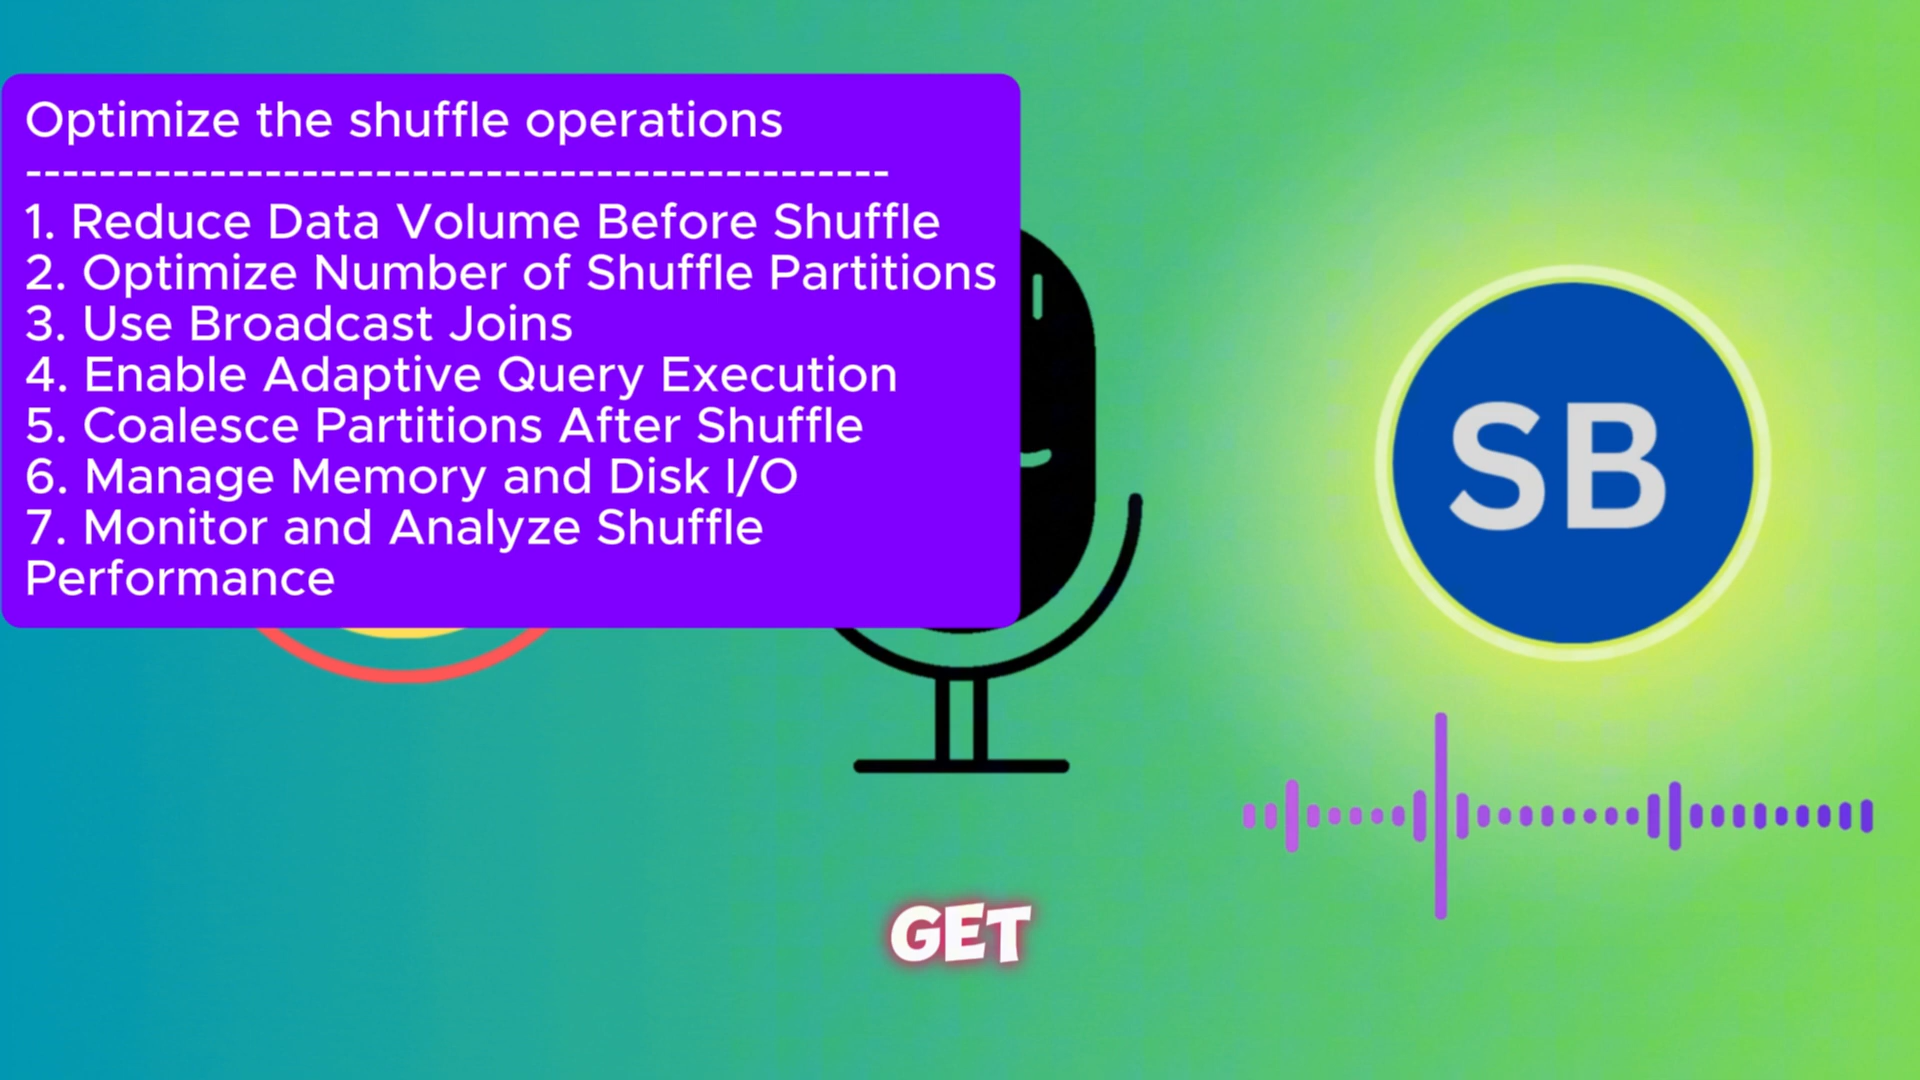 Optimize the shuffle operations
-----------------------------------------------
1. Reduce Data Volume Before Shuffle
2. Optimize Number of Shuffle Partitions
3. Use Broadcast Joins
4. Enable Adaptive Query Execution
5. Coalesce Partitions After Shuffle
6. Manage Memory and Disk I/O
7. Monitor and Analyze Shuffle
Performance
SB
GET